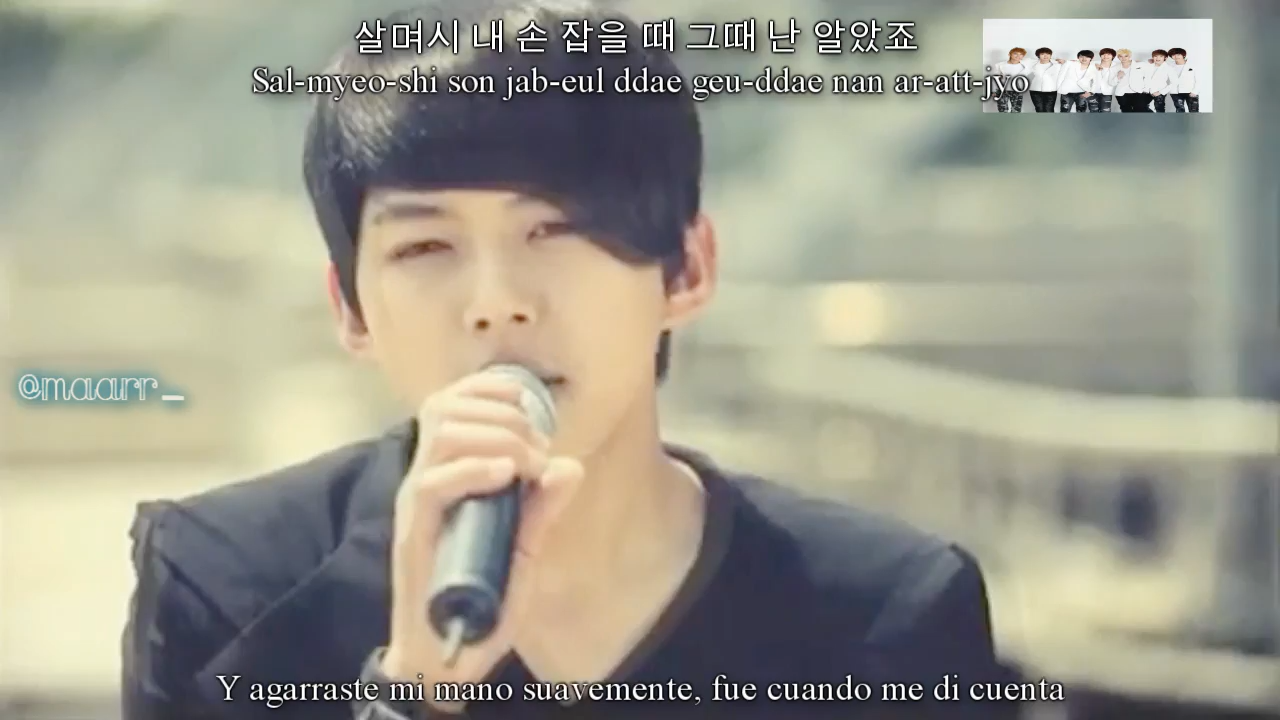 살며시 내 손 잡을 때 그때 난 알았죠
Sal-myeo-shi son jab-eul ddae geu-ddae nan ar-att-jyo
@maarr_
Y agarraste mi mano suavemente, fue cuando me di cuenta